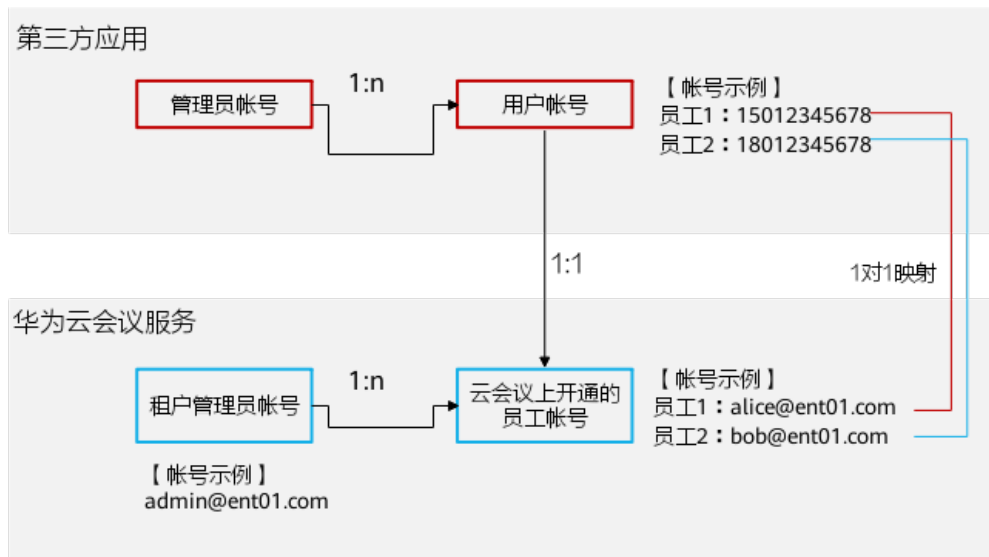 第三方应用
管理员帐号
1:n
用户帐号
【 帐号示例 】
员工1：15012345678
员工2：18012345678
1:1
1对1映射
华为云会议服务
租户管理员帐号
1:n
云会议上开通的
员工帐号
【 帐号示例 】
员工1：alice@ent01.com
员工2：bob@ent01.com
【 帐号示例 】
admin@ent01.com